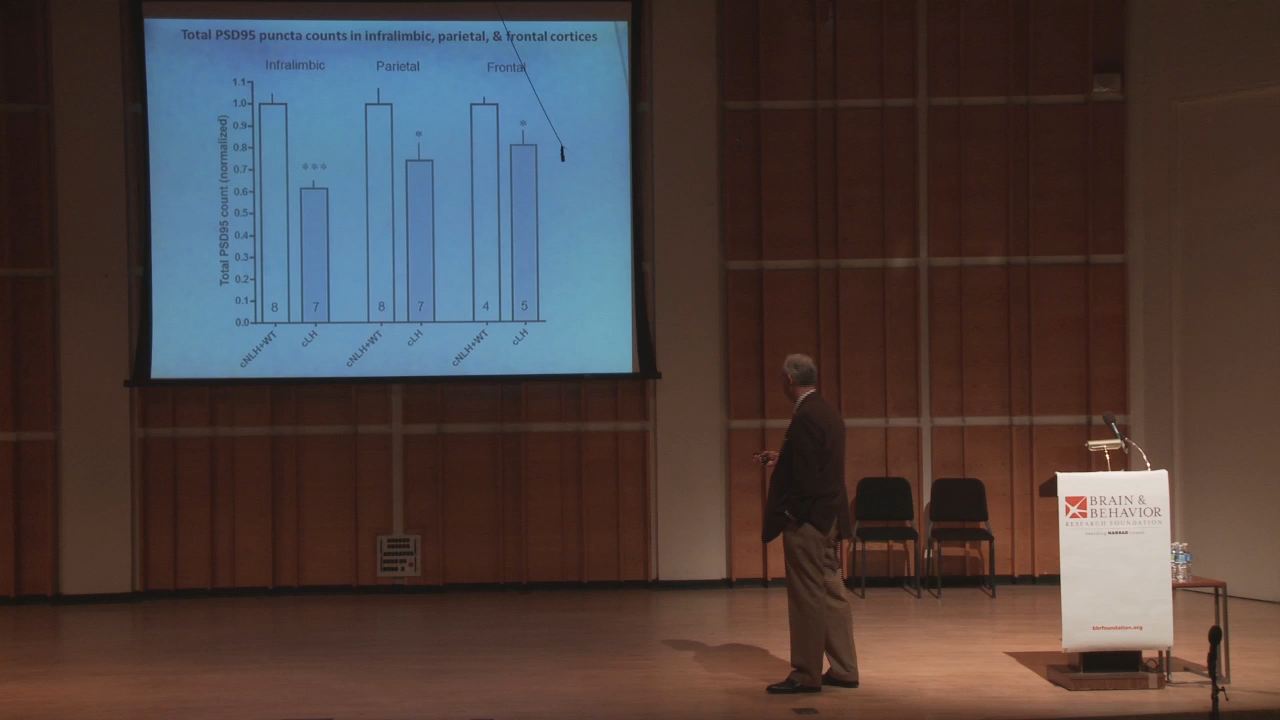 Total PSD95 puncta counts in infralimbic, parietal, & frontal cortices
Infralimbic Parietal Frontal
Total PSD95 count (normalized)
1.1
1.0
0.9
0.8
0.7
0.6
0.5
0.4
0.3
0.2
0.1
0.0
***
*
*
8 7 8 7 4 5
cNLH+WT cLH cNLH+WT cLH cNLH+WT cLH
BRAIN &
BEHAVIOR
RESEARCH FOUNDATION
bbrfoundation.org